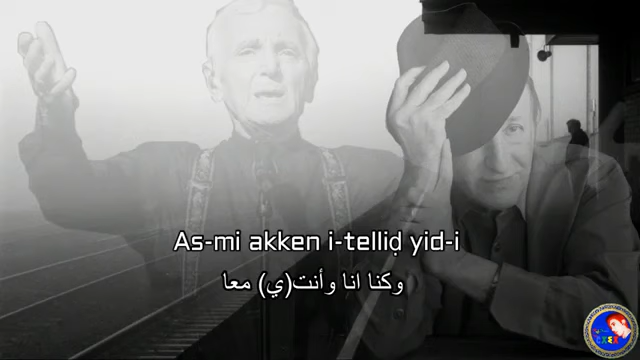 As-mi akken i-telliḍ yid-i
وكنا انا وأنت(ي) معا